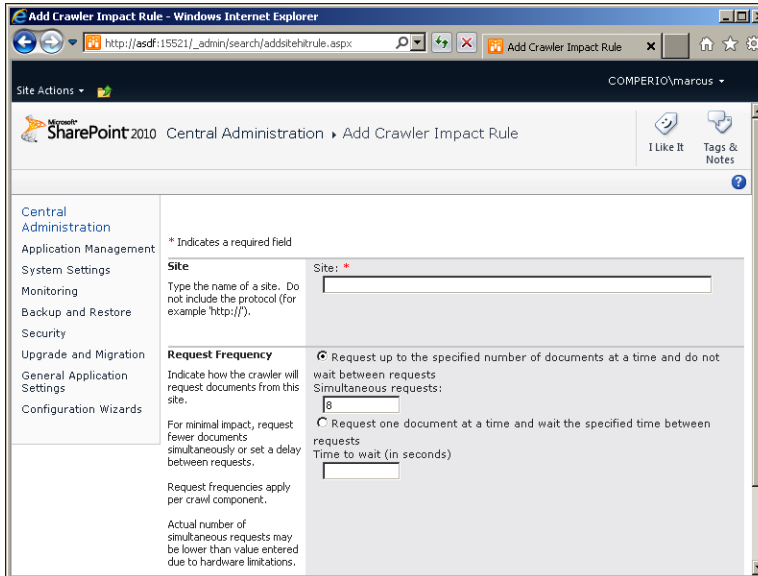 Add Crawler Impact Rule - Windows Internet Explorer
http://asdf:15521/_admin/search/addsitehitrule.aspx
Add Crawler Impact Rule
Site Actions
COMPERIO\marcus
Microsoft
SharePoint 2010
Central Administration
Add Crawler Impact Rule
I Like It
Tags &
Notes
Central
Administration
Application Management
System Settings
Monitoring
Backup and Restore
Security
Upgrade and Migration
General Application
Settings
Configuration Wizards
* Indicates a required field
Site
Type the name of a site. Do
not include the protocol (for
example 'http://').
Site: *
Request Frequency
Indicate how the crawler will
request documents from this
site.
For minimal impact, request
fewer documents
simultaneously or set a delay
between requests.
Request frequencies apply
per crawl component.
Actual number of
simultaneous requests may
be lower than value entered
due to hardware limitations.
Request up to the specified number of documents at a time and do not
wait between requests
Simultaneous requests:
8
Request one document at a time and wait the specified time between
requests
Time to wait (in seconds)